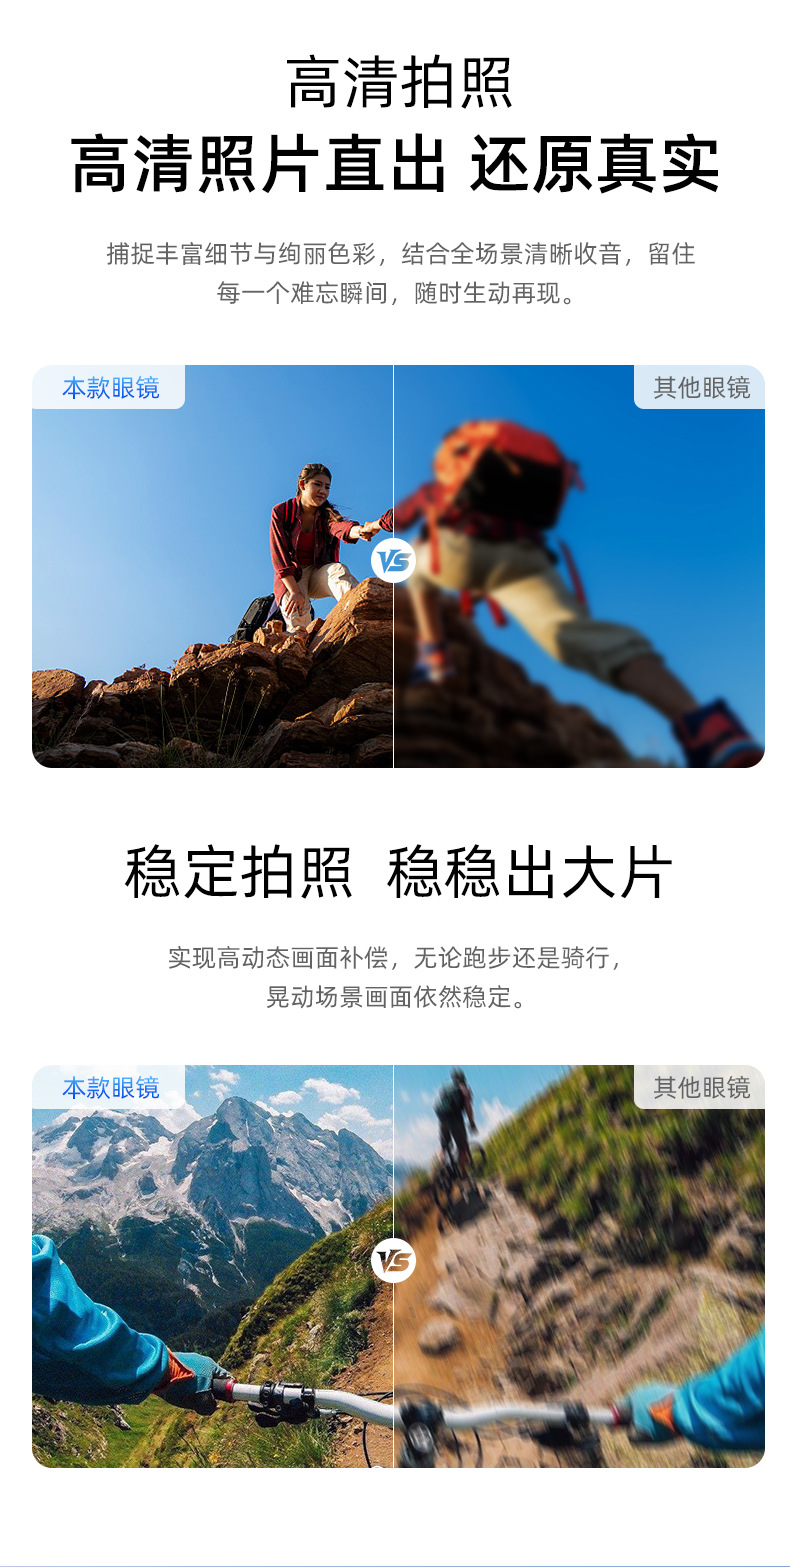 高清拍照
高清照片直出 还原真实
捕捉丰富细节与绚丽色彩，结合全场景清晰收音，留住
每一个难忘瞬间，随时生动再现。
本款眼镜
其他眼镜
VS
稳定拍照 稳稳出大片
实现高动态画面补偿，无论跑步还是骑行，
晃动场景画面依然稳定。
本款眼镜
其他眼镜
VS